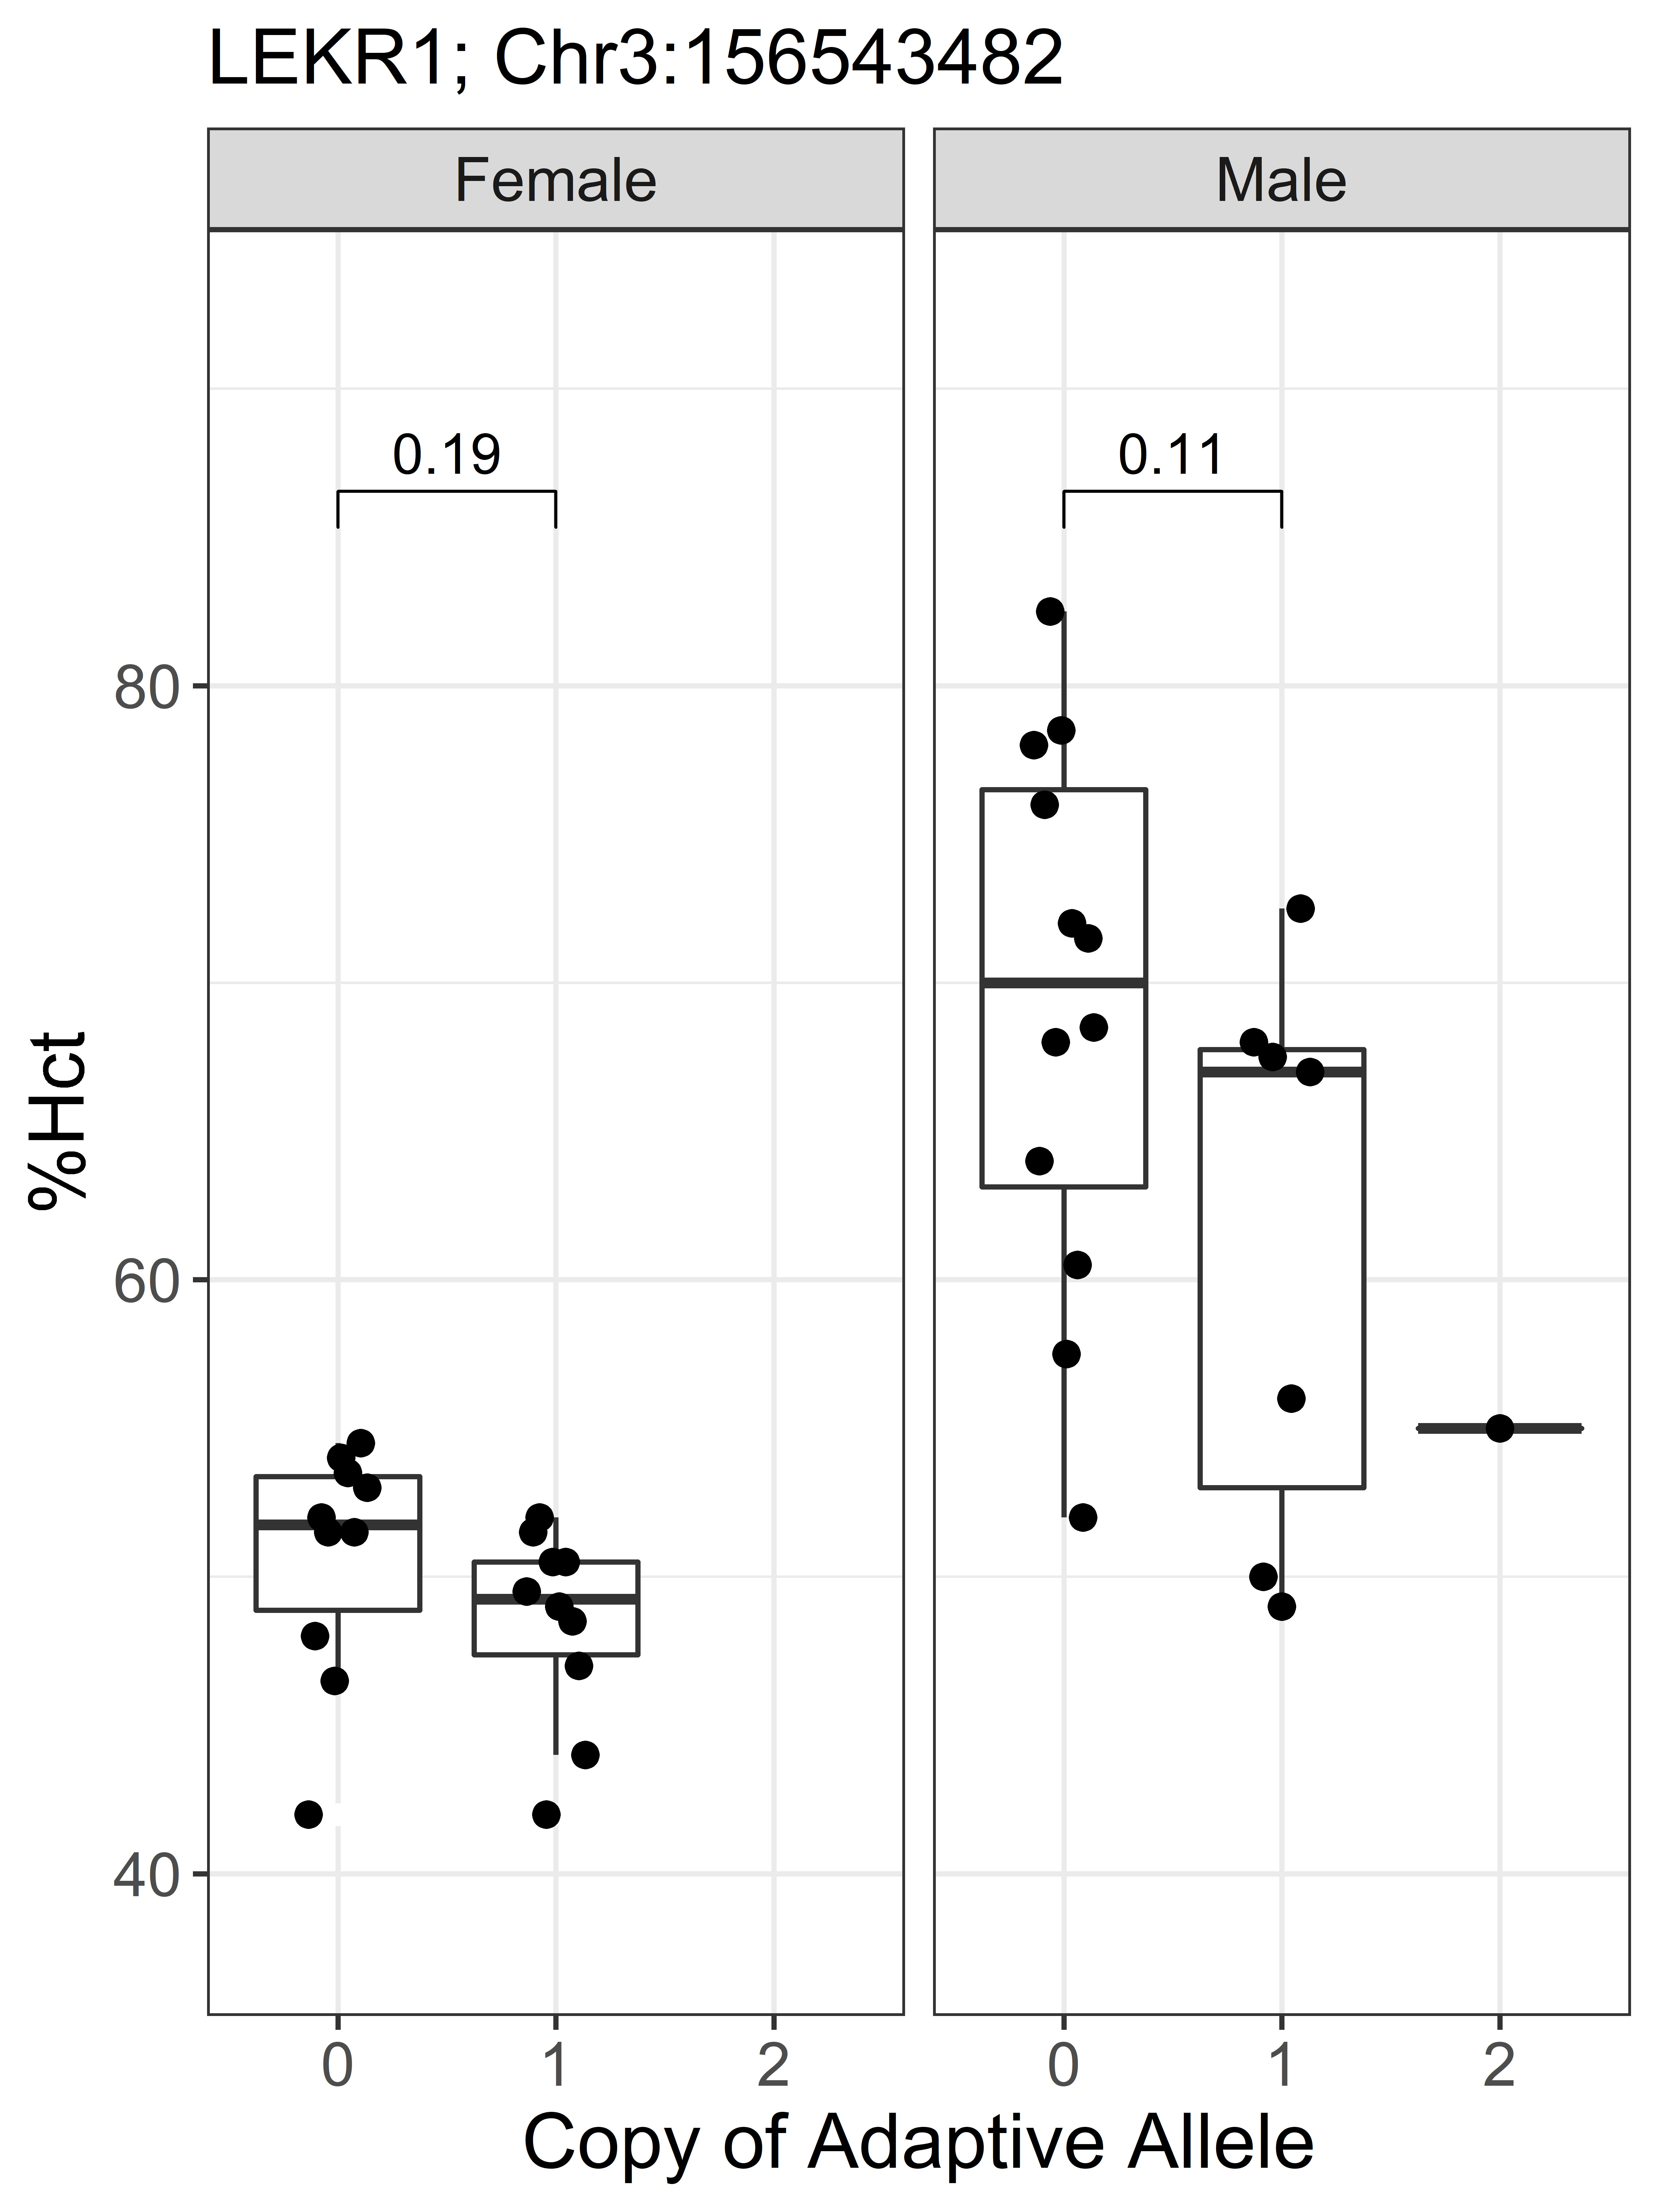 LEKR1; Chr3:156543482
Female
Male
0.19
0.11
%Hct
80
60
40
0 1 2
0 1 2
Copy of Adaptive Allele